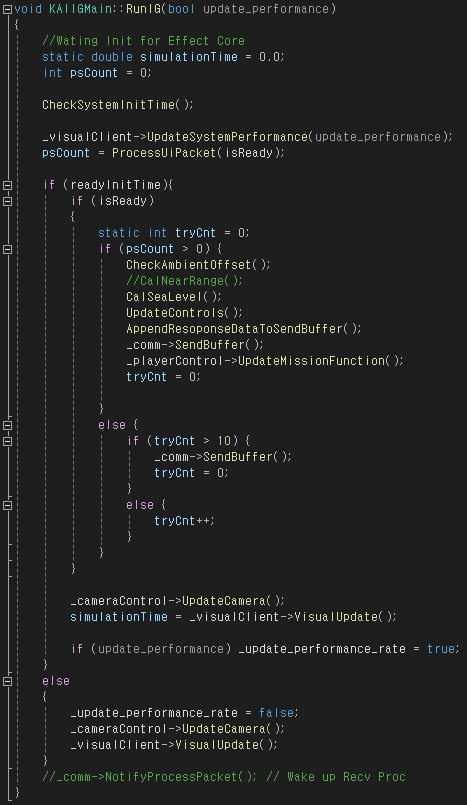 void KAIIGMain::RunIG(bool update_performance)
{
//Wating Init for Effect Core
static double simulationTime = 0.0;
int psCount = 0;
CheckSystemInitTime();
_visualClient->UpdateSystemPerformance(update_performance);
psCount = ProcessUiPacket(isReady);
if (readyInitTime){
if (isReady)
{
static int tryCnt = 0;
if (psCount > 0) {
CheckAmbientOffset();
//CalNearRange();
CalSeaLevel();
UpdateControls();
AppendResoponseDataToSendBuffer();
_comm->SendBuffer();
_playerControl->UpdateMissionFunction();
tryCnt = 0;
}
else {
if (tryCnt > 10) {
_comm->SendBuffer();
tryCnt = 0;
}
else {
tryCnt++;
}
}
}
_cameraControl->UpdateCamera();
simulationTime = _visualClient->VisualUpdate();
if (update_performance) _update_performance_rate = true;
}
else
{
_update_performance_rate = false;
_cameraControl->UpdateCamera();
_visualClient->VisualUpdate();
}
//_comm->NotifyProcessPacket(); // Wake up Recv Proc
}